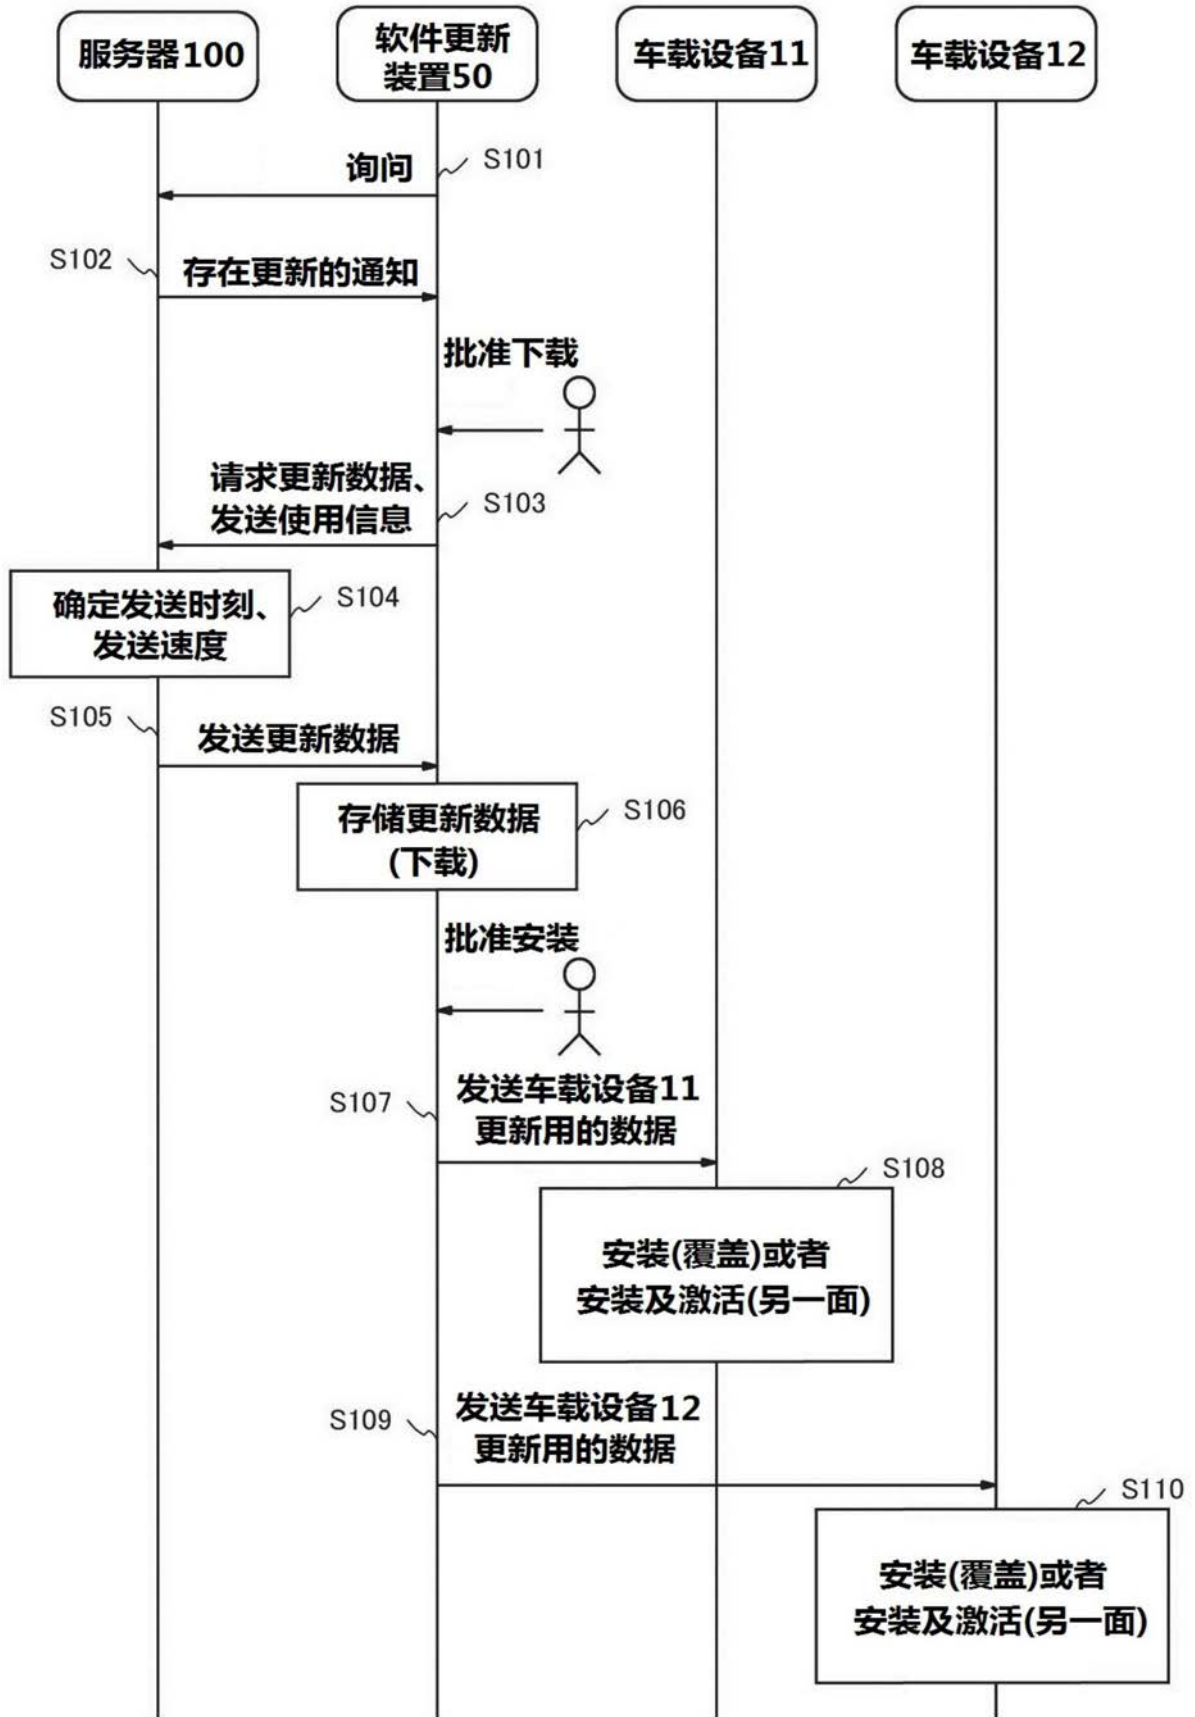 服务器100
软件更新
装置50
车载设备11
车载设备12
S101
询问
S102
存在更新的通知
批准下载
请求更新数据、
发送使用信息
S103
确定发送时刻、
发送速度
S104
S105
发送更新数据
存储更新数据
(下载)
S106
批准安装
S107
发送车载设备11
更新用的数据
S108
安装(覆盖)或者
安装及激活(另一面)
S109
发送车载设备12
更新用的数据
S110
安装(覆盖)或者
安装及激活(另一面)